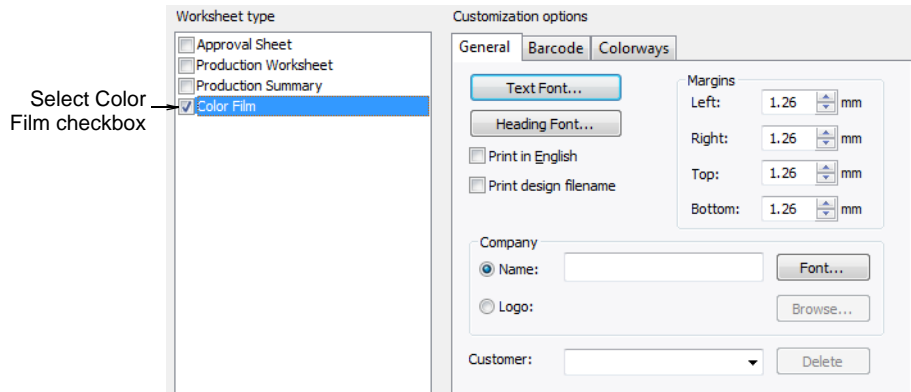 Worksheet type
Approval Sheet
Production Worksheet
Production Summary
Color Film
Select Color
Film checkbox
Customization options
General Barcode Colorways
Text Font...
Heading Font...
Print in English
Print design filename
Margins
Left: 1.26 mm
Right: 1.26 mm
Top: 1.26 mm
Bottom: 1.26 mm
Company
Name: Font...
Logo: Browse...
Customer: Delete